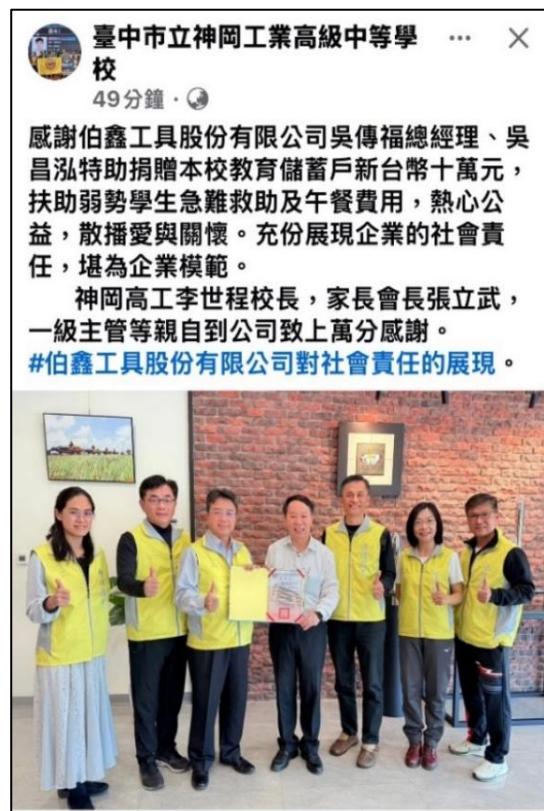 臺中市立神岡工業高級中等學
校
49分鐘·
感謝伯鑫工具股份有限公司吳傳福總經理、吳
昌泓特助捐贈本校教育儲蓄戶新台幣十萬元，
扶助弱勢學生急難救助及午餐費用，熱心公
益，散播愛與關懷。充份展現企業的社會責
任，堪為企業模範。
神岡高工李世程校長，家長會長張立武，
一級主管等親自到公司致上萬分感謝。
#伯鑫工具股份有限公司對社會責任的展現。